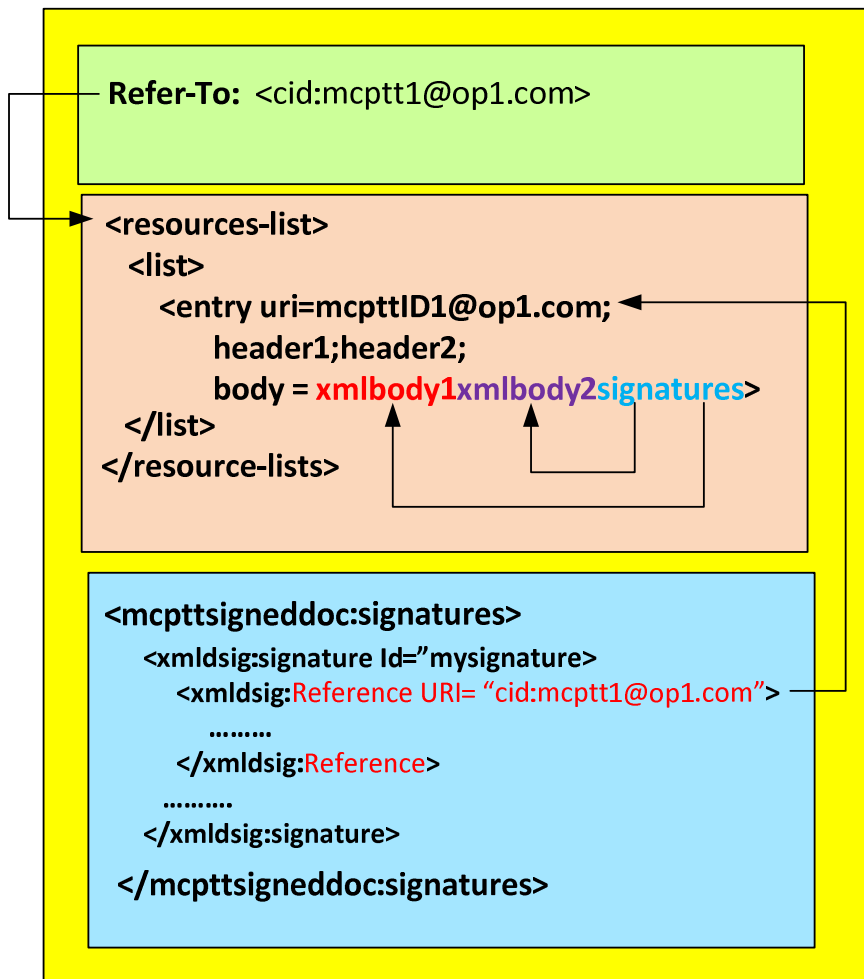 Refer-To: <cid:mcptt1@op1.com>
<resources-list>
<list>
<entry uri=mcpttID1@op1.com;
header1;header2;
body = xmlbody1xmlbody2signatures>
</list>
</resource-lists>
<mcpttsigneddoc:signatures>
<xmldsig:signature Id=”mysignature>
<xmldsig:Reference URI= “cid:mcptt1@op1.com”>
………
</xmldsig:Reference>
……….
</xmldsig:signature>
</mcpttsigneddoc:signatures>